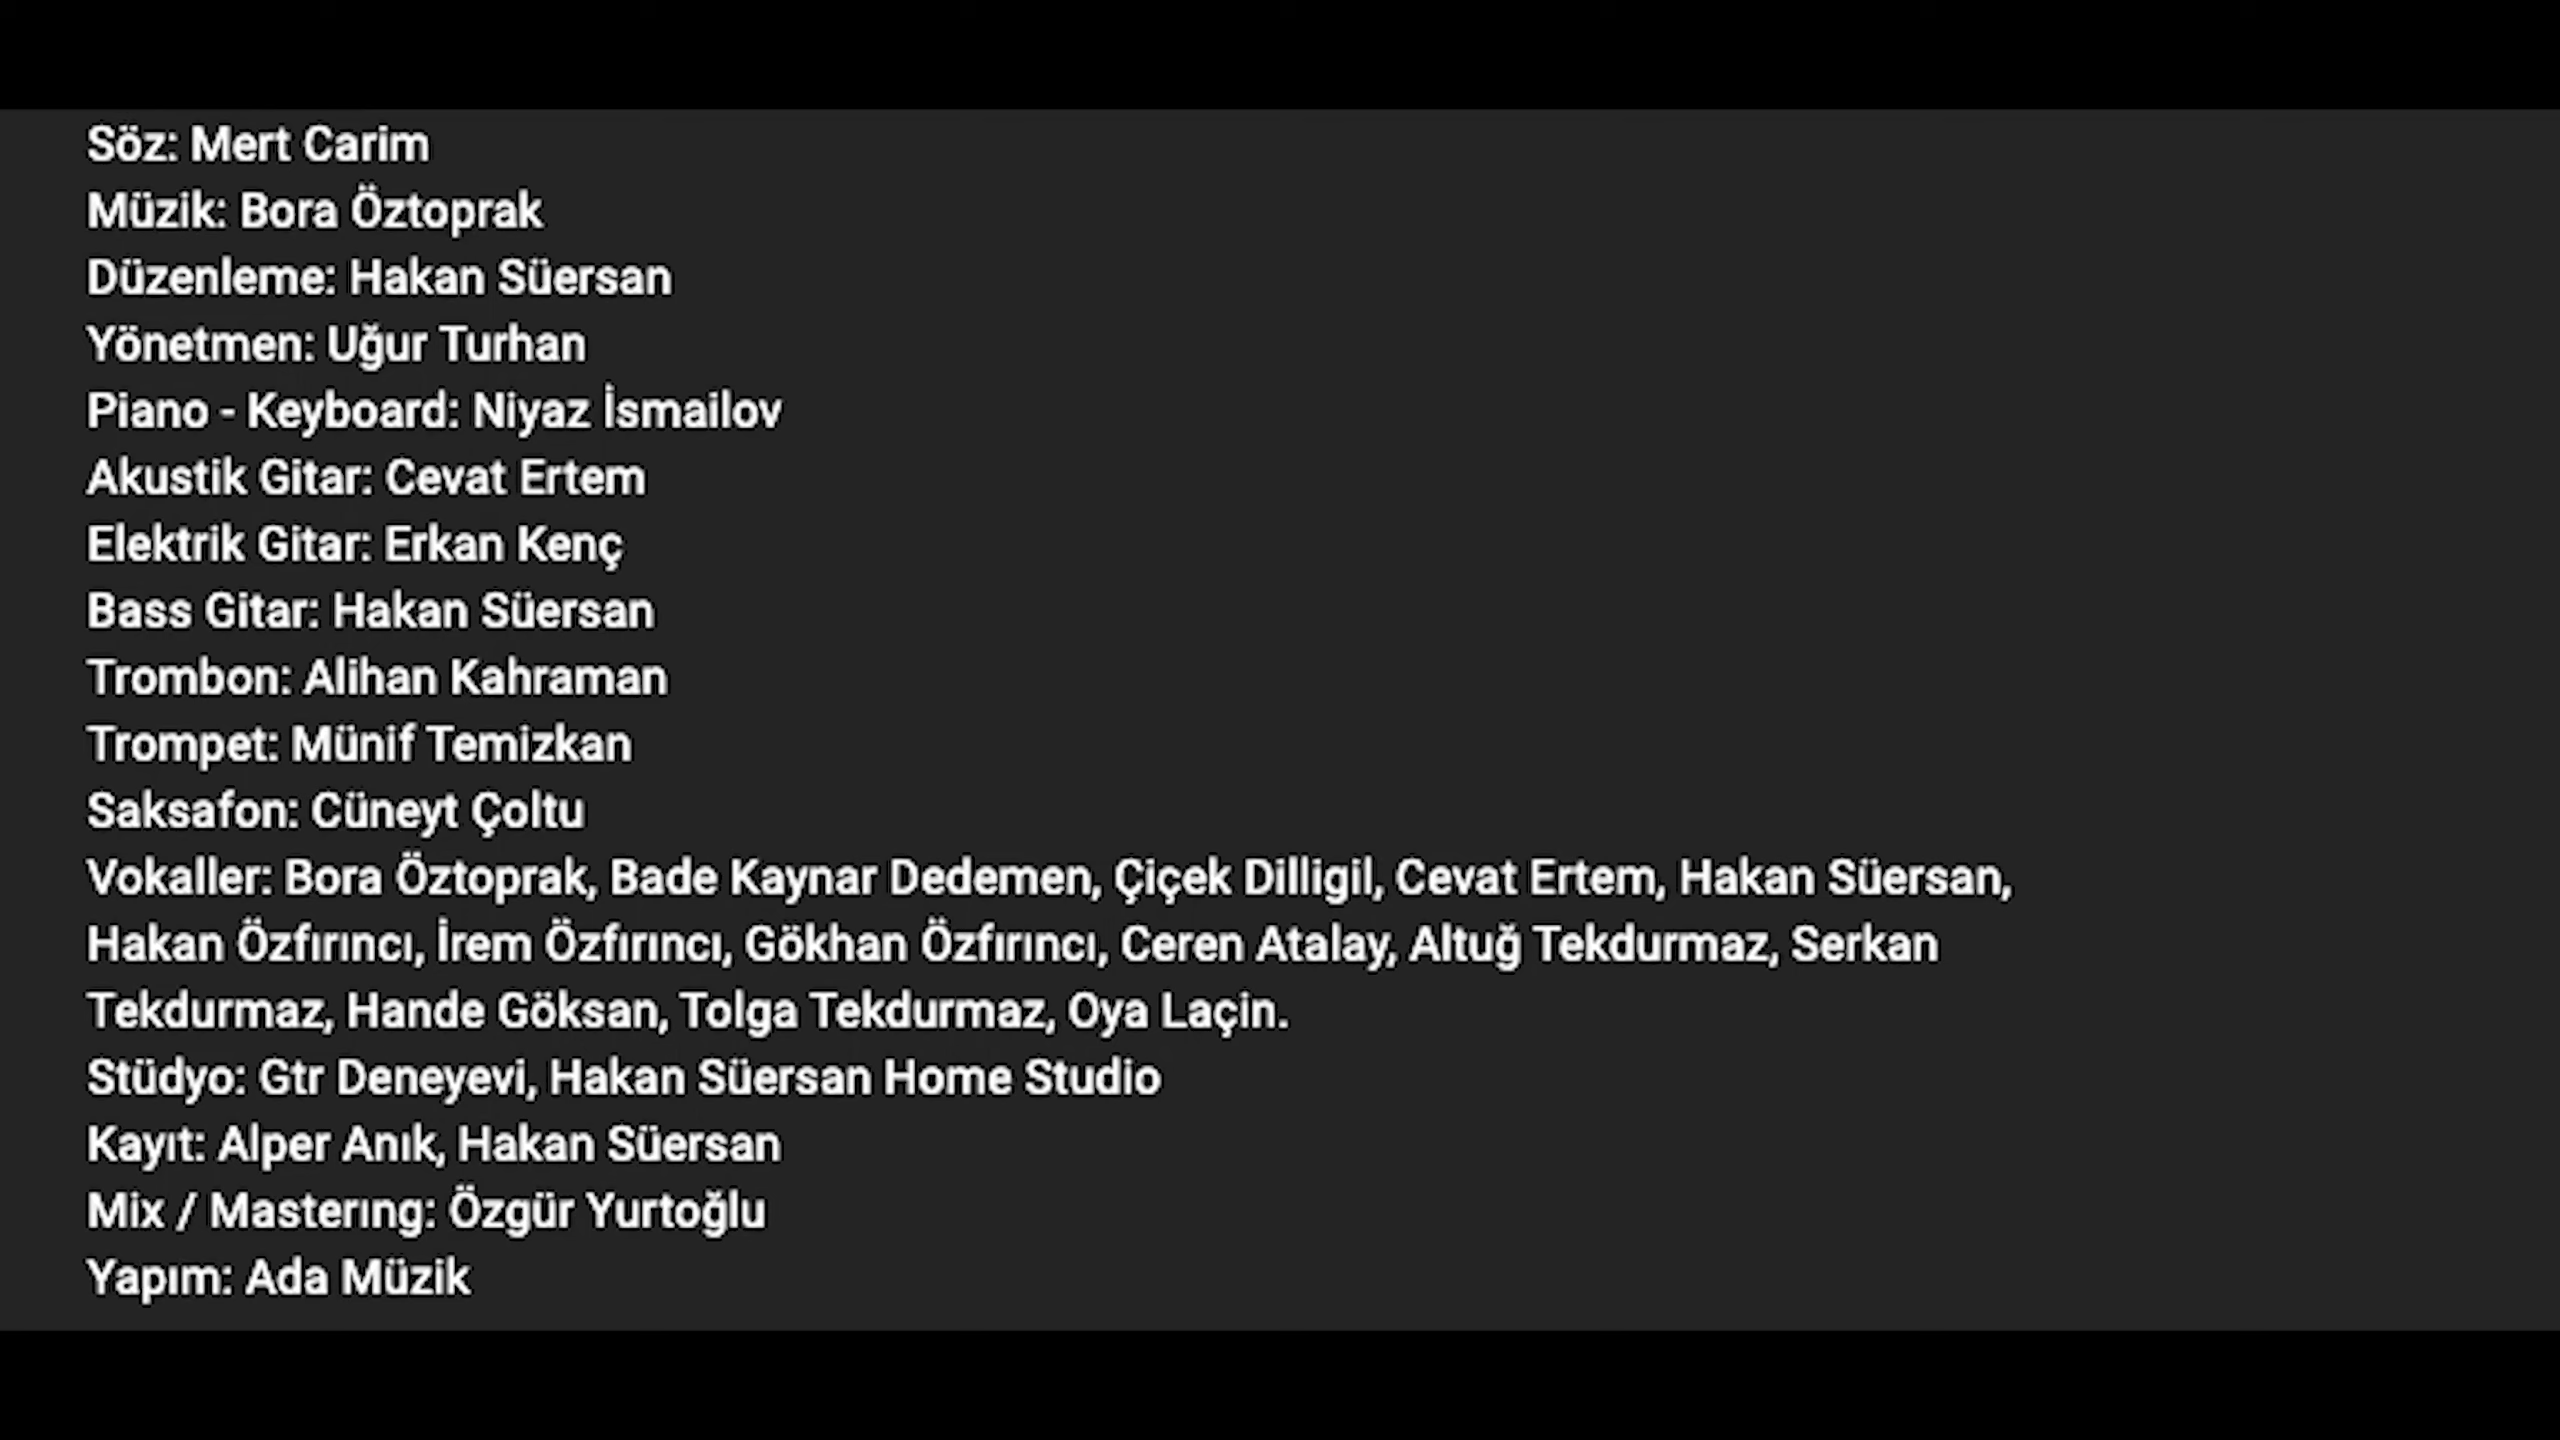 Söz: Mert Carim
Müzik: Bora Öztoprak
Düzenleme: Hakan Süersan
Yönetmen: Uğur Turhan
Piano - Keyboard: Niyaz İsmailov
Akustik Gitar: Cevat Ertem
Elektrik Gitar: Erkan Kenç
Bass Gitar: Hakan Süersan
Trombon: Alihan Kahraman
Trompet: Münif Temizkan
Saksafon: Cüneyt Çoltu
Vokaller: Bora Öztoprak, Bade Kaynar Dedemen, Çiçek Dilligil, Cevat Ertem, Hakan Süersan,
Hakan Özfırıncı, İrem Özfırıncı, Gökhan Özfırıncı, Ceren Atalay, Altuğ Tekdurmaz, Serkan
Tekdurmaz, Hande Göksan, Tolga Tekdurmaz, Oya Laçin.
Stüdyo: Gtr Deneyevi, Hakan Süersan Home Studio
Kayıt: Alper Anık, Hakan Süersan
Mix / Masterıng: Özgür Yurtoğlu
Yapım: Ada Müzik